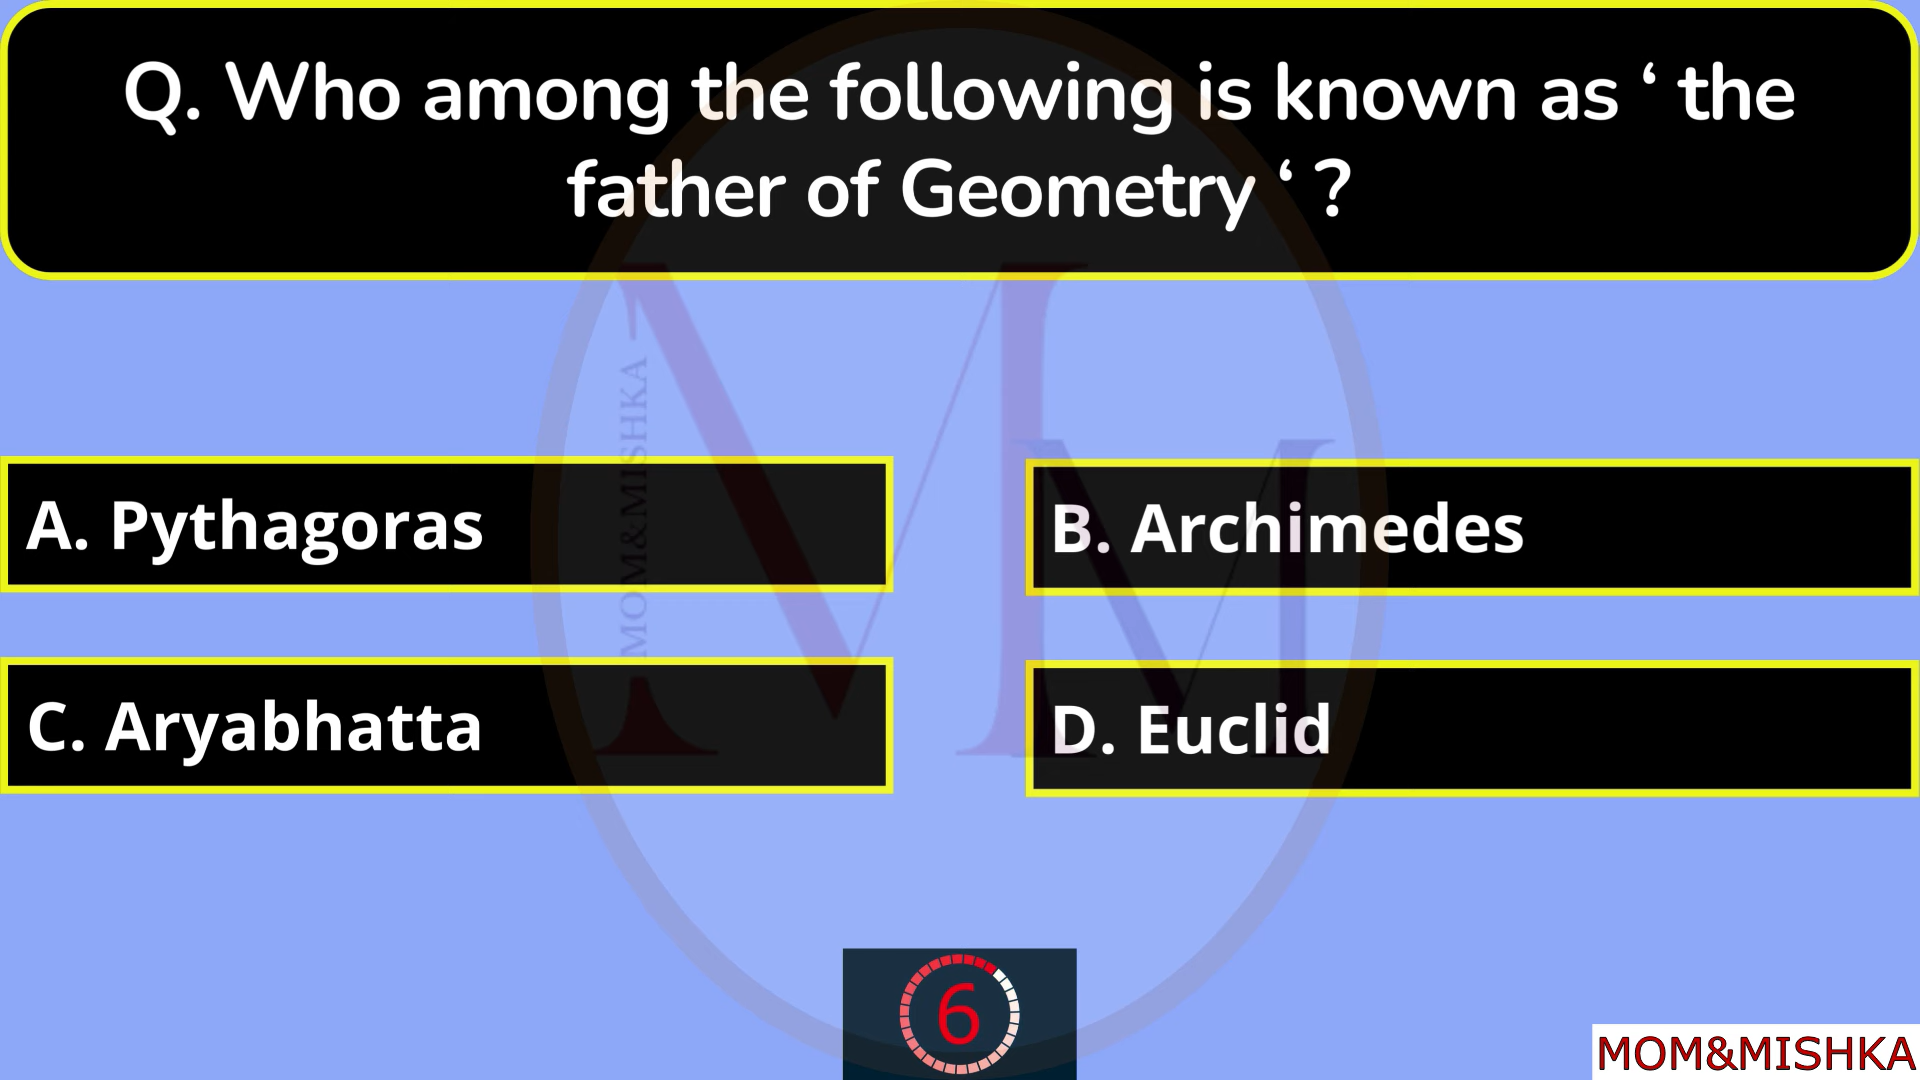 Q. Who among the following is known as ‘ the
father of Geometry ‘ ?
MOM&MISHKA
A. Pythagoras
B. Archimedes
C. Aryabhatta
D. Euclid
6
MOM&MISHKA